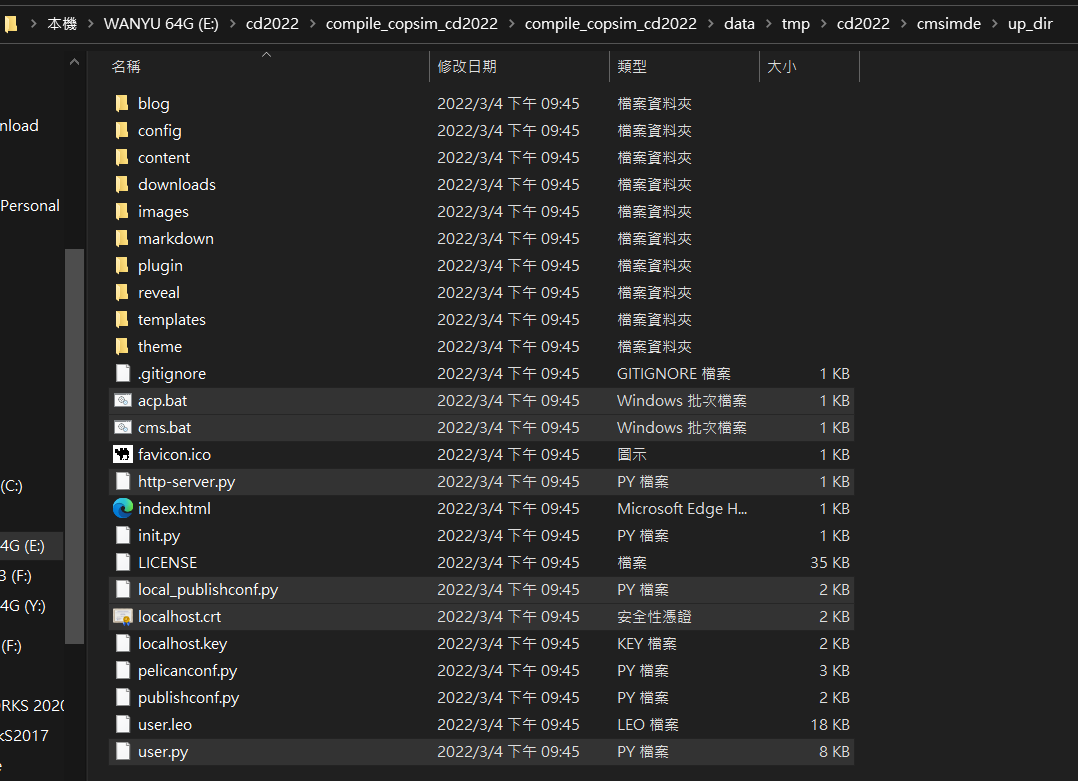 本機 > WANYU 64G (E:) > cd2022 > compile_copsim_cd2022 > compile_copsim_cd2022 > data > tmp > cd2022 > cmsimde > up_dir
名稱 修改日期 類型 大小
blog 2022/3/4 下午 09:45 檔案資料夾
config 2022/3/4 下午 09:45 檔案資料夾
nload
content 2022/3/4 下午 09:45 檔案資料夾
downloads 2022/3/4 下午 09:45 檔案資料夾
Personal
images 2022/3/4 下午 09:45 檔案資料夾
markdown 2022/3/4 下午 09:45 檔案資料夾
plugin 2022/3/4 下午 09:45 檔案資料夾
reveal 2022/3/4 下午 09:45 檔案資料夾
templates 2022/3/4 下午 09:45 檔案資料夾
theme 2022/3/4 下午 09:45 檔案資料夾
.gitignore 2022/3/4 下午 09:45 GITIGNORE 檔案 1 KB
acp.bat 2022/3/4 下午 09:45 Windows 批次檔案 1 KB
cms.bat 2022/3/4 下午 09:45 Windows 批次檔案 1 KB
favicon.ico 2022/3/4 下午 09:45 圖示 1 KB
http-server.py 2022/3/4 下午 09:45 PY 檔案 1 KB
(C:)
index.html 2022/3/4 下午 09:45 Microsoft Edge H... 1 KB
init.py 2022/3/4 下午 09:45 PY 檔案 1 KB
4G (E:)
LICENSE 2022/3/4 下午 09:45 檔案 35 KB
3 (F:)
local_publishconf.py 2022/3/4 下午 09:45 PY 檔案 2 KB
4G (Y:)
localhost.crt 2022/3/4 下午 09:45 安全性憑證 2 KB
(F:)
localhost.key 2022/3/4 下午 09:45 KEY 檔案 2 KB
pelicanconf.py 2022/3/4 下午 09:45 PY 檔案 3 KB
publishconf.py 2022/3/4 下午 09:45 PY 檔案 2 KB
RKS 2020
user.leo 2022/3/4 下午 09:45 LEO 檔案 18 KB
kS2017
user.py 2022/3/4 下午 09:45 PY 檔案 8 KB